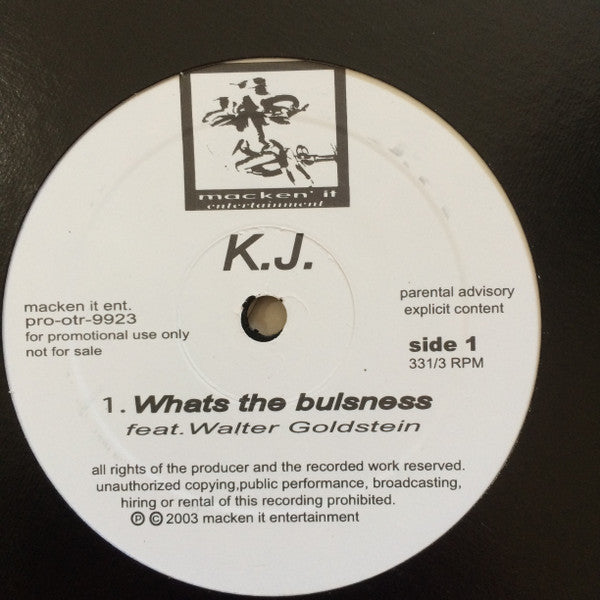 macken' it
entertainment
K.J.
macken it ent.
pro-otr-9923
for promotional use only
not for sale
parental advisory
explicit content
side 1
331/3 RPM
1. Whats the bulsness
feat. Walter Goldstein
all rights of the producer and the recorded work reserved.
unauthorized copying,public performance, broadcasting,
hiring or rental of this recording prohibited.
℗ © 2003 macken it entertainment